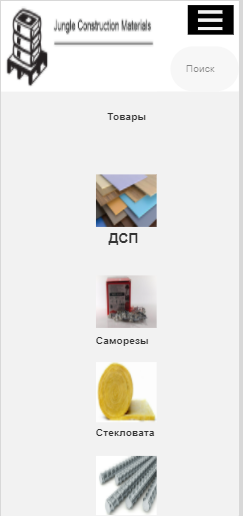 Jungle Construction Materials
Поиск
Товары
ДСП
Саморезы
Стекловата